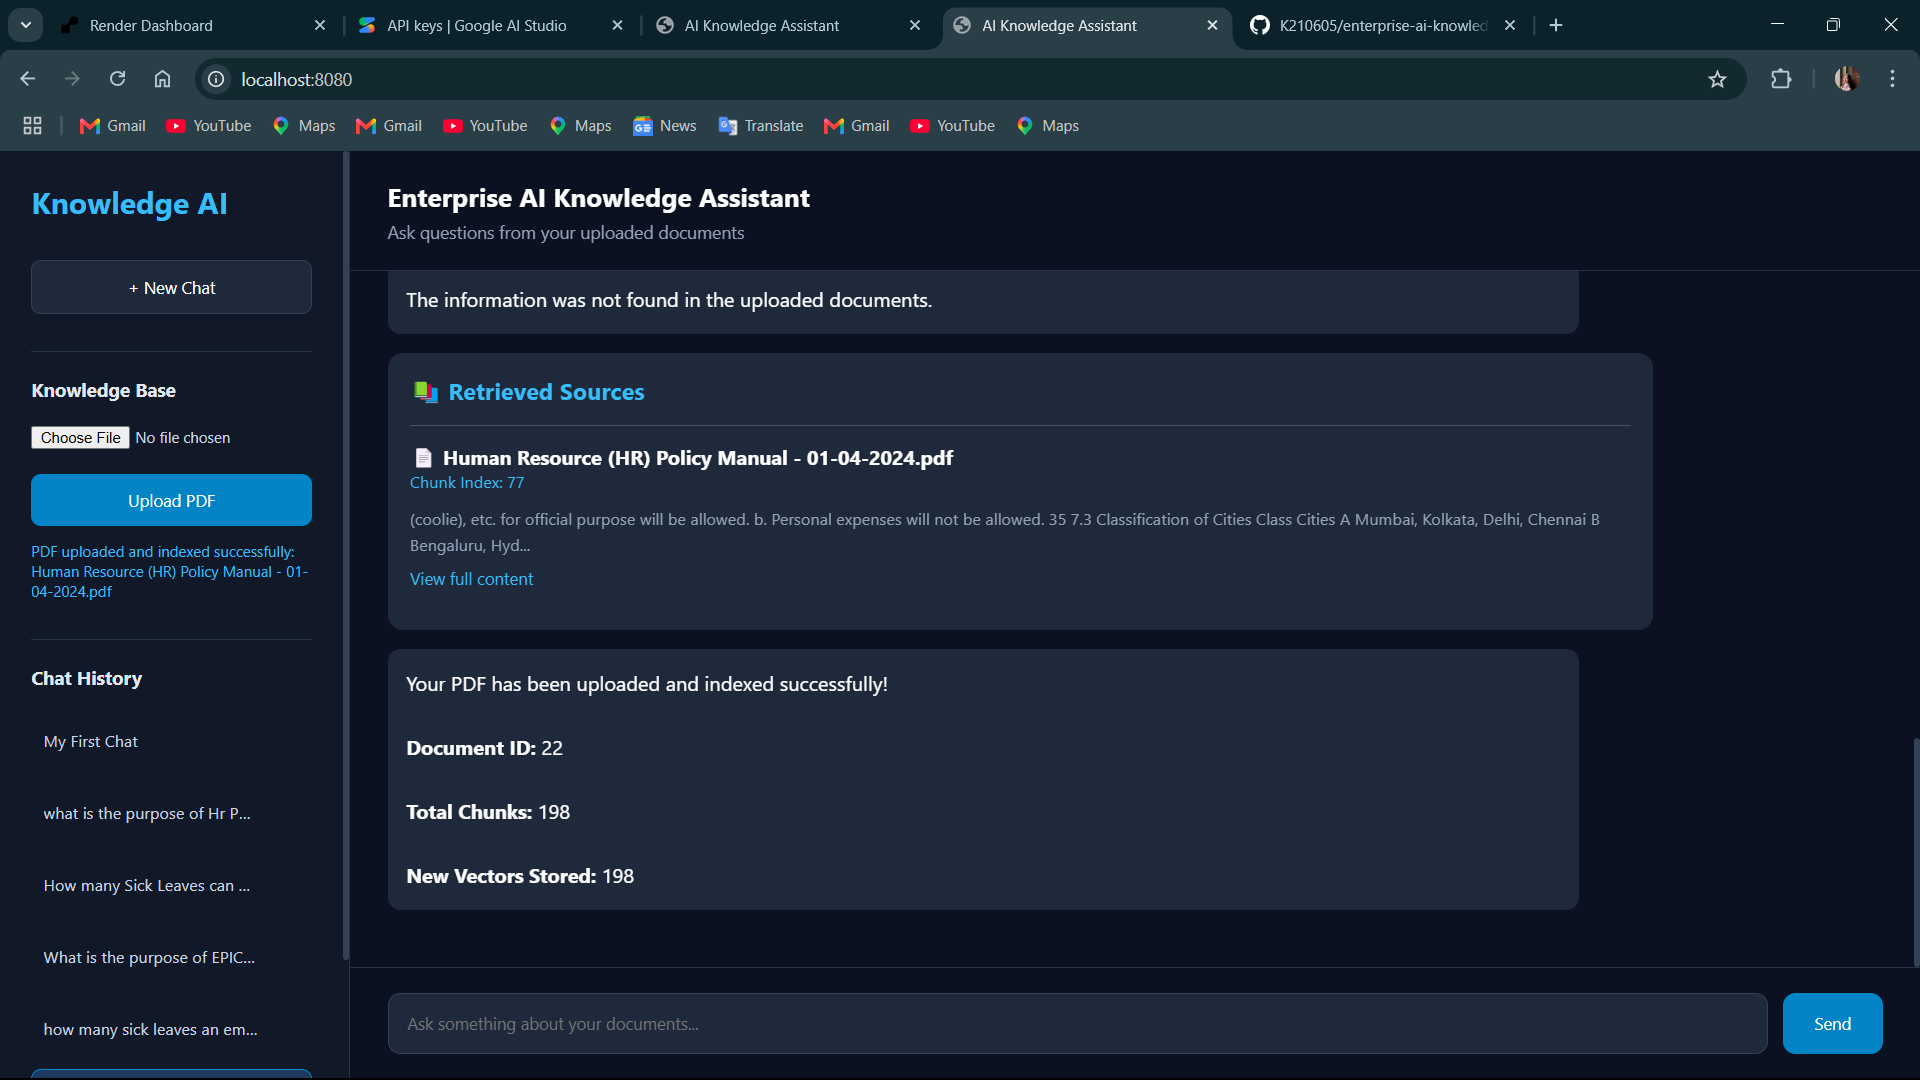 Render Dashboard
API keys | Google AI Studio
AI Knowledge Assistant
AI Knowledge Assistant
K210605/enterprise-ai-knowled
localhost:8080
Gmail
YouTube
Maps
Gmail
YouTube
Maps
News
Translate
Gmail
YouTube
Maps
Knowledge AI
+ New Chat
Knowledge Base
Choose File No file chosen
Upload PDF
PDF uploaded and indexed successfully:
Human Resource (HR) Policy Manual - 01-
04-2024.pdf
Chat History
My First Chat
what is the purpose of Hr P...
How many Sick Leaves can ...
What is the purpose of EPIC...
how many sick leaves an em...
Enterprise AI Knowledge Assistant
Ask questions from your uploaded documents
The information was not found in the uploaded documents.
Retrieved Sources
Human Resource (HR) Policy Manual - 01-04-2024.pdf
Chunk Index: 77
(coolie), etc. for official purpose will be allowed. b. Personal expenses will not be allowed. 35 7.3 Classification of Cities Class Cities A Mumbai, Kolkata, Delhi, Chennai B
Bengaluru, Hyd...
View full content
Your PDF has been uploaded and indexed successfully!
Document ID: 22
Total Chunks: 198
New Vectors Stored: 198
Ask something about your documents...
Send